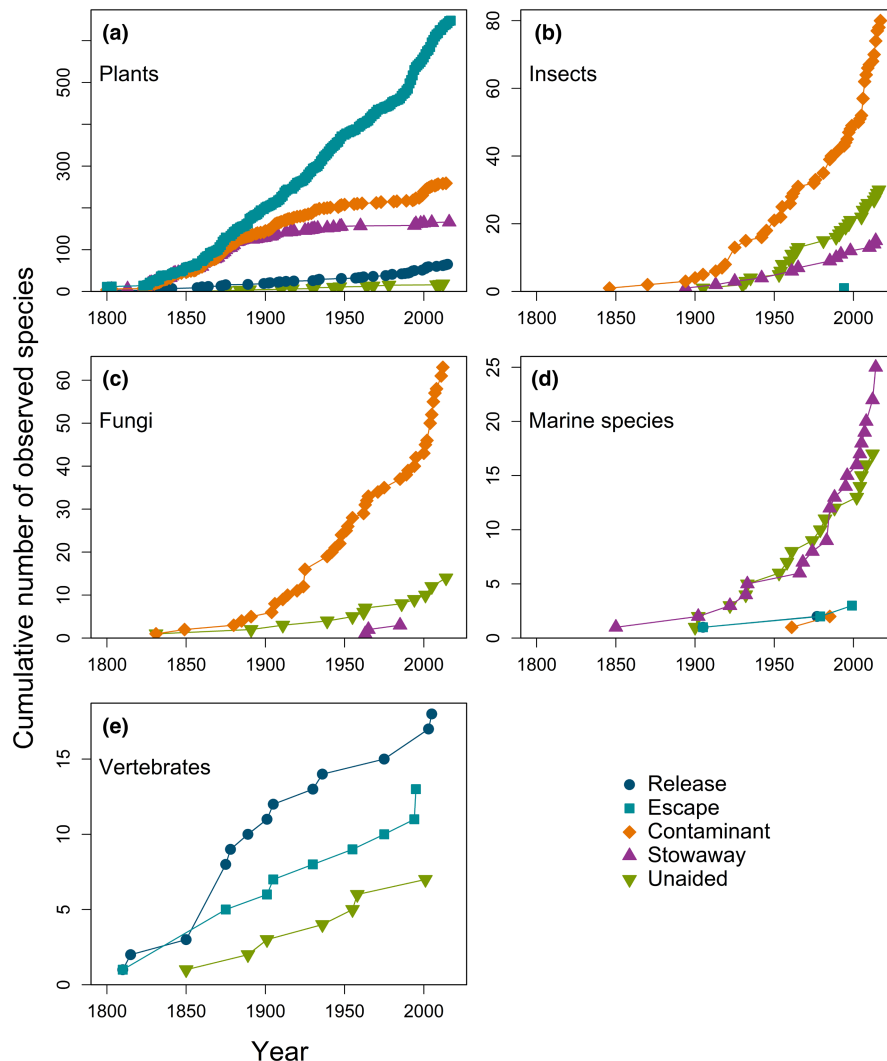 Cumulative number of observed species
(a)
Plants
0
100
300
500
1800 1850 1900 1950 2000
(b)
Insects
0
20
40
60
80
1800 1850 1900 1950 2000
(c)
Fungi
0
10
20
30
40
50
60
1800 1850 1900 1950 2000
(d)
Marine species
0
5
10
15
20
25
1800 1850 1900 1950 2000
(e)
Vertebrates
0
5
10
15
1800 1850 1900 1950 2000
Year
Release
Escape
Contaminant
Stowaway
Unaided